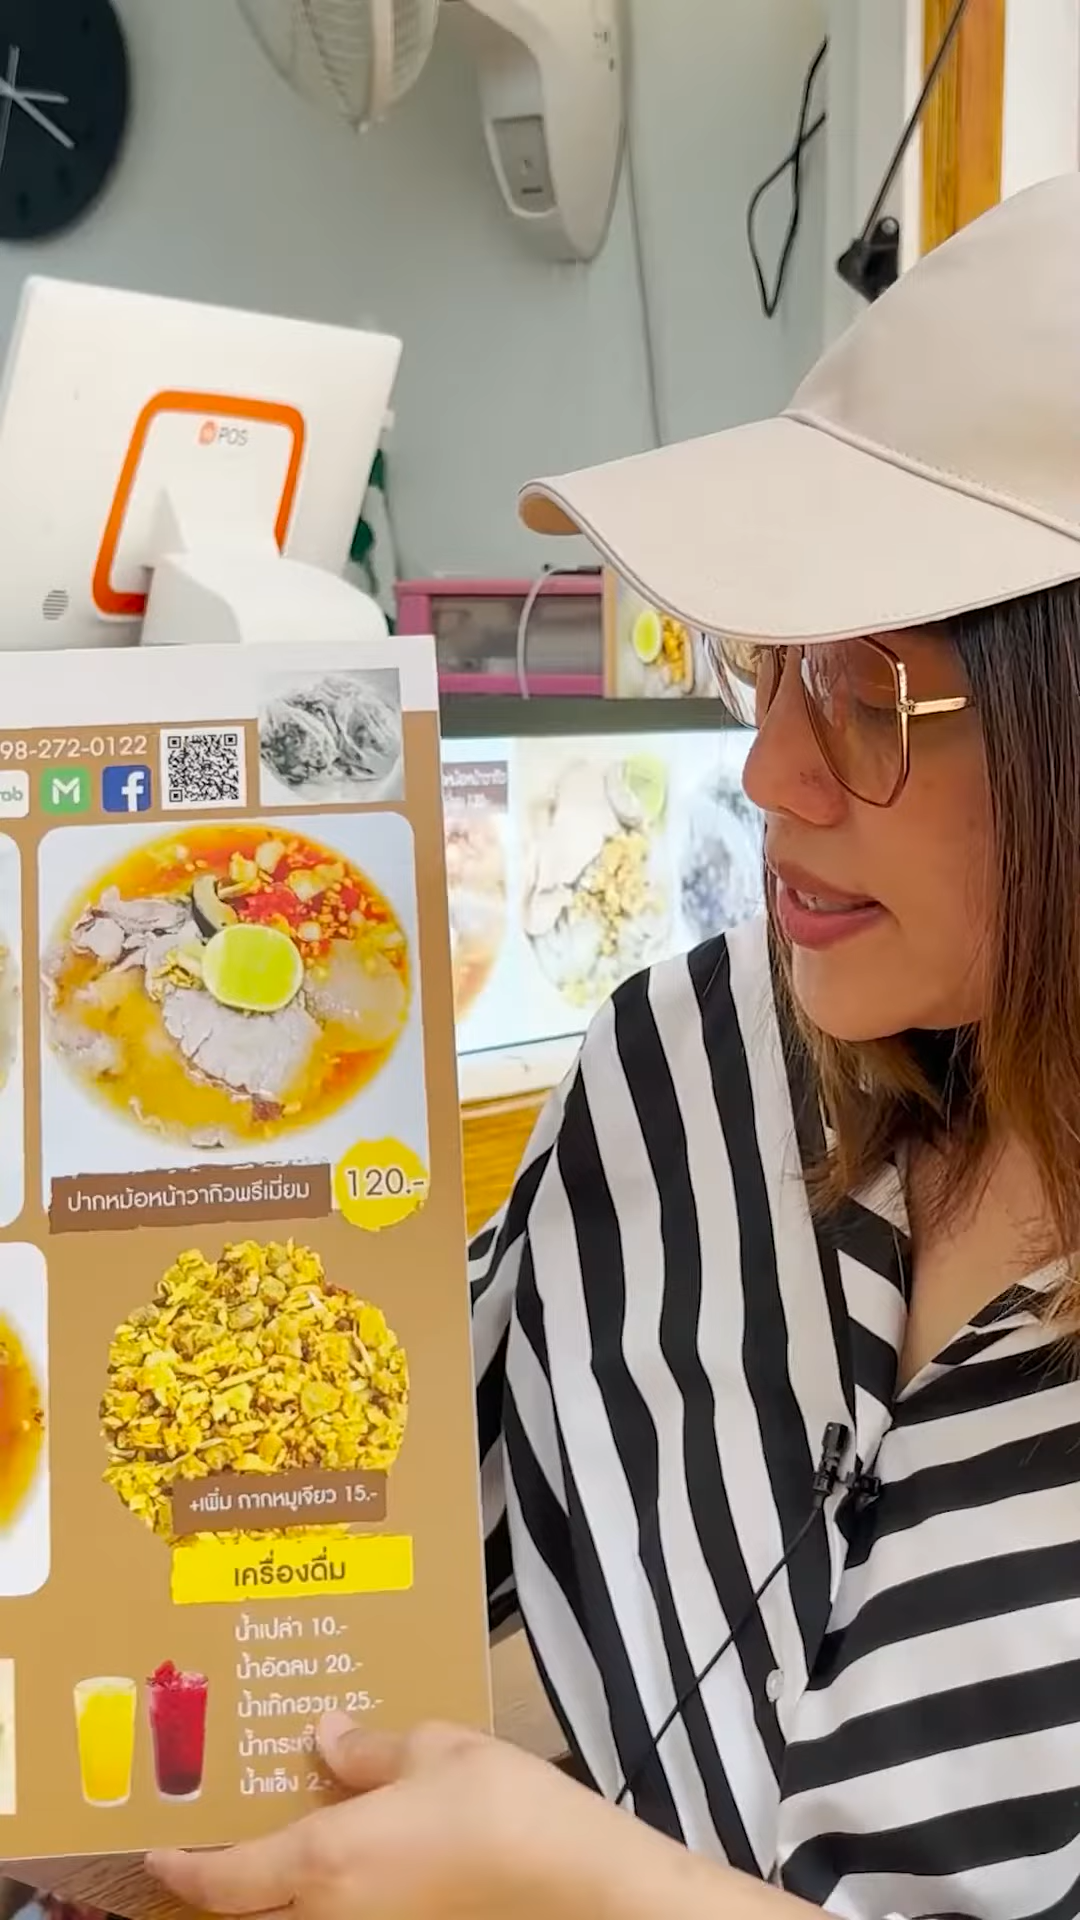 POS
98-272-0122
ปากหม้อหน้าวากิวพรีเมี่ยม
120.-
+เพิ่ม กากหมูเจียว 15.-
เครื่องดื่ม
น้ำเปล่า 10.-
น้ำอัดลม 20.-
น้ำเก๊กฮวย 25.-
น้ำแข็ง 2.-